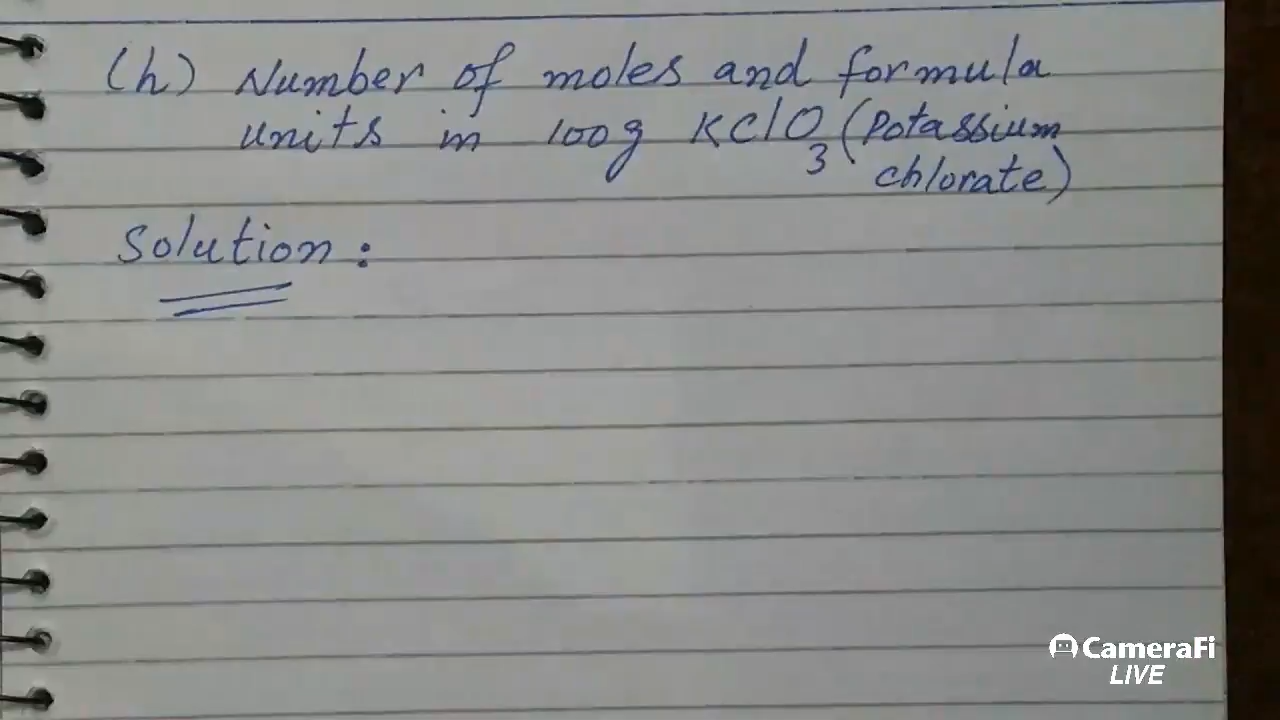 (h) Number of moles and formula
units in 100g KClO3 (Potassium
chlorate)
Solution:
CameraFi
LIVE